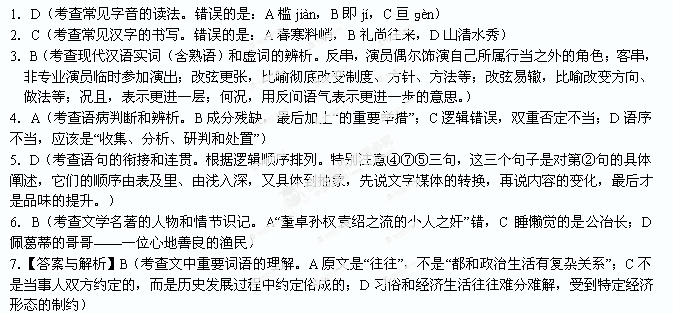 1. D(考查常见字音的读法。错误的是：A 槛 jiàn，B 即 jí，C 亘 gèn)
2. C(考查常见汉字的书写。错误的是：A 春寒料峭，B 礼尚往来，D 山清水秀)
3. B(考查现代汉语实词（含熟语）和虚词的辨析。反串，演员偶尔饰演自己所属行当之外的角色；客串，
非专业演员临时参加演出；改弦更张，比喻彻底改变制度、方针、方法等；改弦易辙，比喻改变方向、
做法等；况且，表示更进一层；何况，用反问语气表示更进一步的意思。)
4. A(考查语病判断和辨析。B 成分残缺，最后加上“的重要举措”；C 逻辑错误，双重否定不当；D 语序
不当，应该是“收集、分析、研判和处置”)
5. D(考查语句的衔接和连贯。根据逻辑顺序排列。特别注意④⑦⑤三句，这三个句子是对第②句的具体
阐述，它们的顺序由表及里、由浅入深，又具体到抽象，先说文字媒体的转换，再说内容的变化，最后才
是品味的提升。)
6. B(考查文学名著的人物和情节识记。A“董卓孙权袁绍之流的少人之奸”错，C 睡懒觉的是公冶长；D
佩葛蒂的哥哥——一位心地善良的渔民)
7.【答案与解析】B(考查文中重要词语的理解。A 原文是“往往”，不是“都和政治生活有复杂关系”；C 不
是当事人双方约定的，而是历史发展过程中约定俗成的；D 习俗和经济生活往往难分难解，受到特定经济
形态的制约)